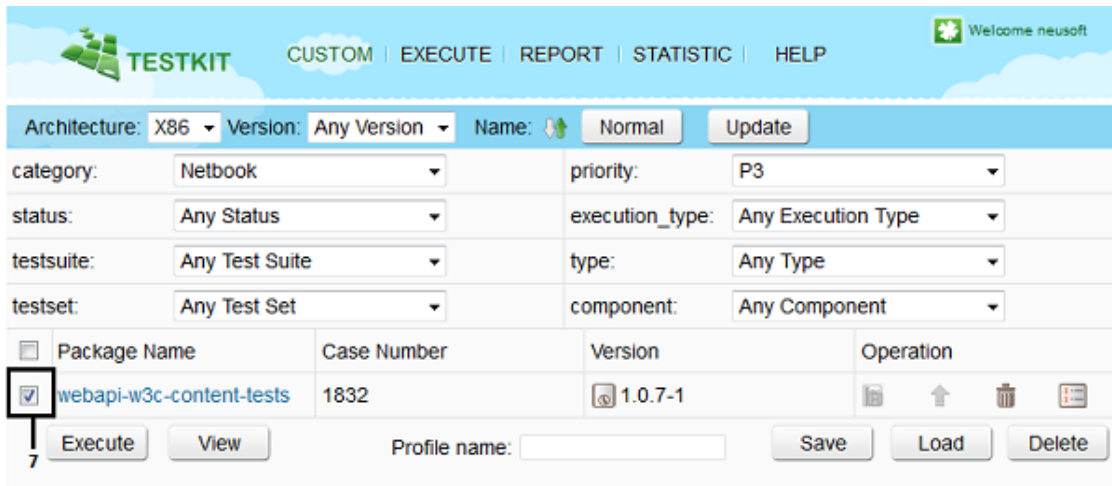 Welcome neusoft
TESTKIT CUSTOM | EXECUTE | REPORT | STATISTIC | HELP
Architecture: X86 Version: Any Version Name: Normal Update
category: Netbook priority: P3
status: Any Status execution_type: Any Execution Type
testsuite: Any Test Suite type: Any Type
testset: Any Test Set component: Any Component
Package Name Case Number Version Operation
webapi-w3c-content-tests 1832 1.0.7-1
7 Execute View Profile name: Save Load Delete